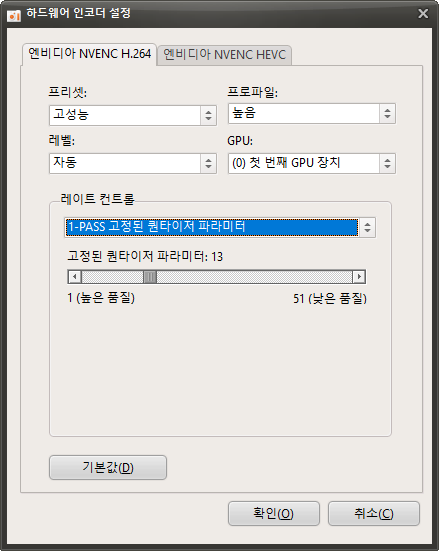 하드웨어 인코더 설정
엔비디아 NVENC H.264
엔비디아 NVENC HEVC
프리셋:
프로파일:
고성능
높음
레벨:
GPU:
자동
(0) 첫 번째 GPU 장치
레이트 컨트롤
1-PASS 고정된 퀀타이저 파라미터
고정된 퀀타이저 파라미터: 13
1 (높은 품질)
51 (낮은 품질)
기본값(D)
확인(O)
취소(C)